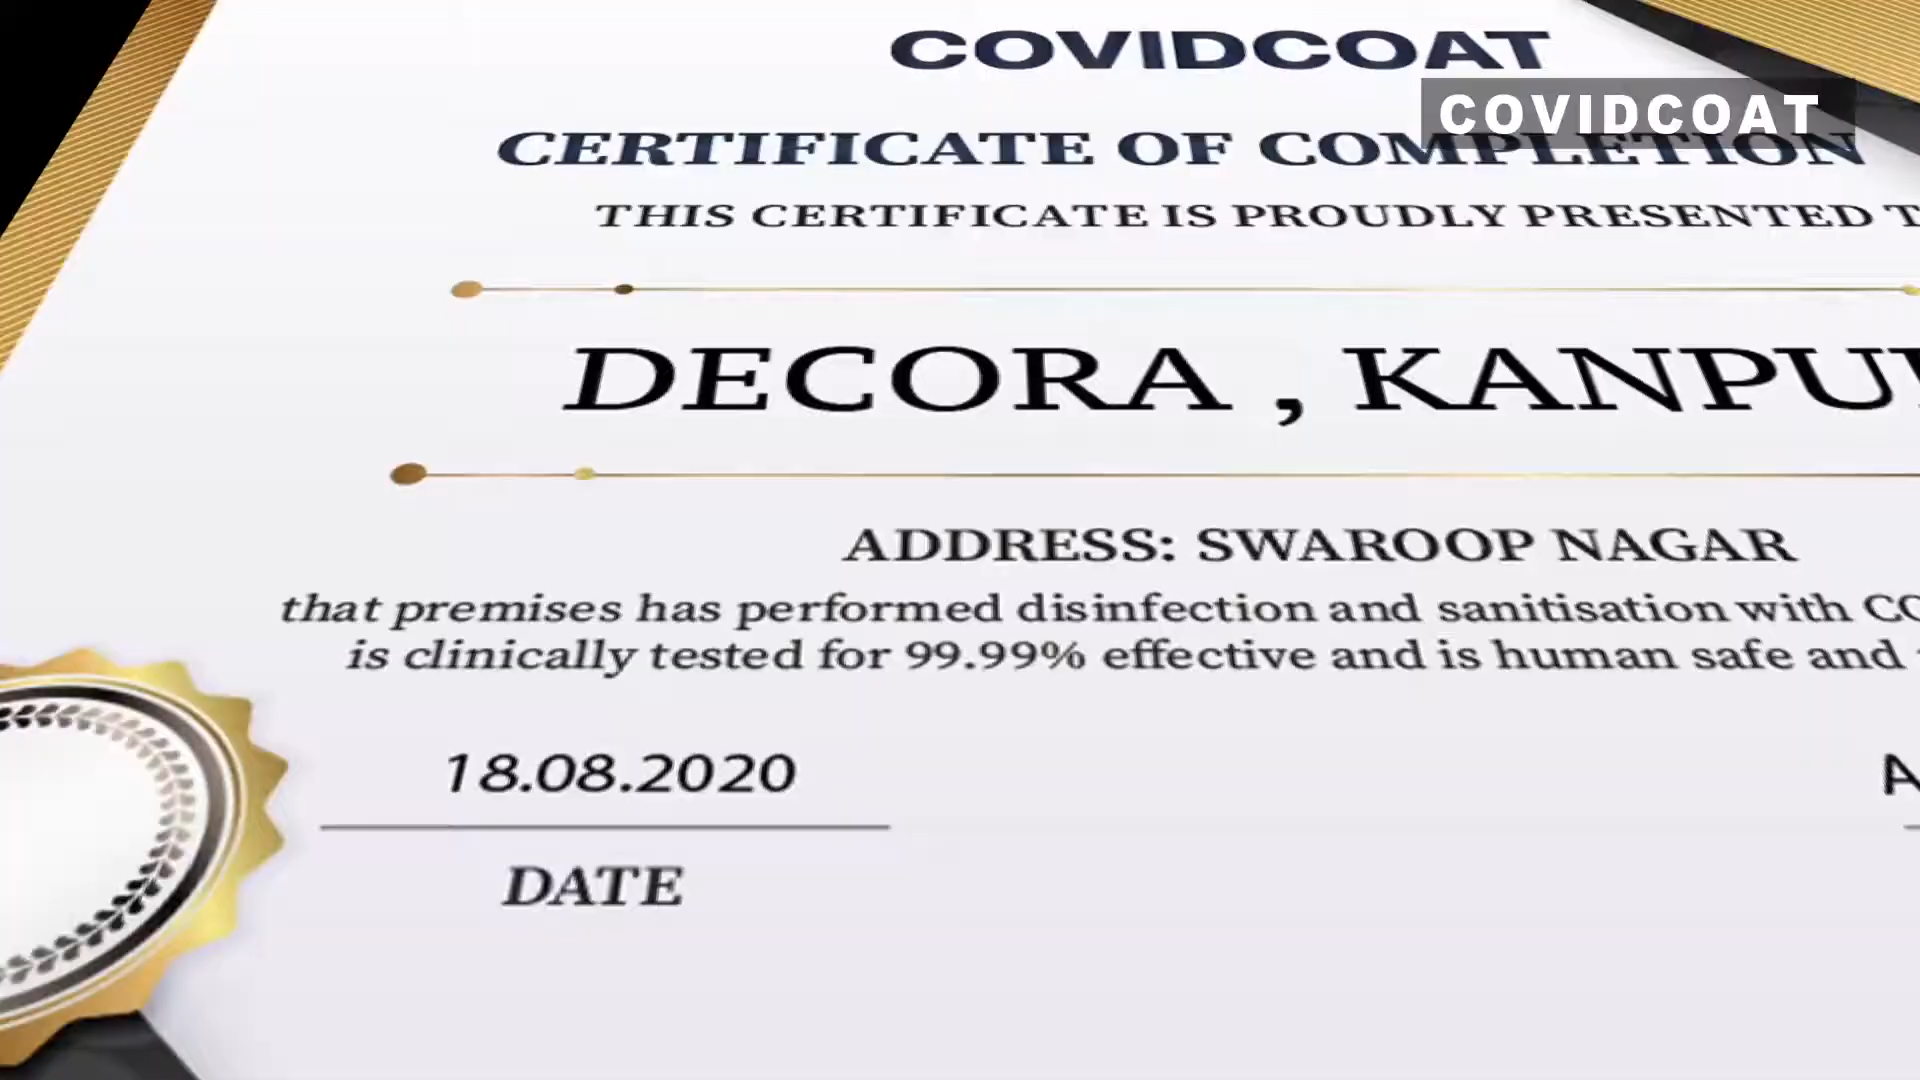 COVIDCOAT
COVIDCOAT
CERTIFICATE OF COMPLETION
THIS CERTIFICATE IS PROUDLY PRESENTED T
DECORA , KANPU
ADDRESS: SWAROOP NAGAR
that premises has performed disinfection and sanitisation with CO
is clinically tested for 99.99% effective and is human safe and
18.08.2020
A
DATE